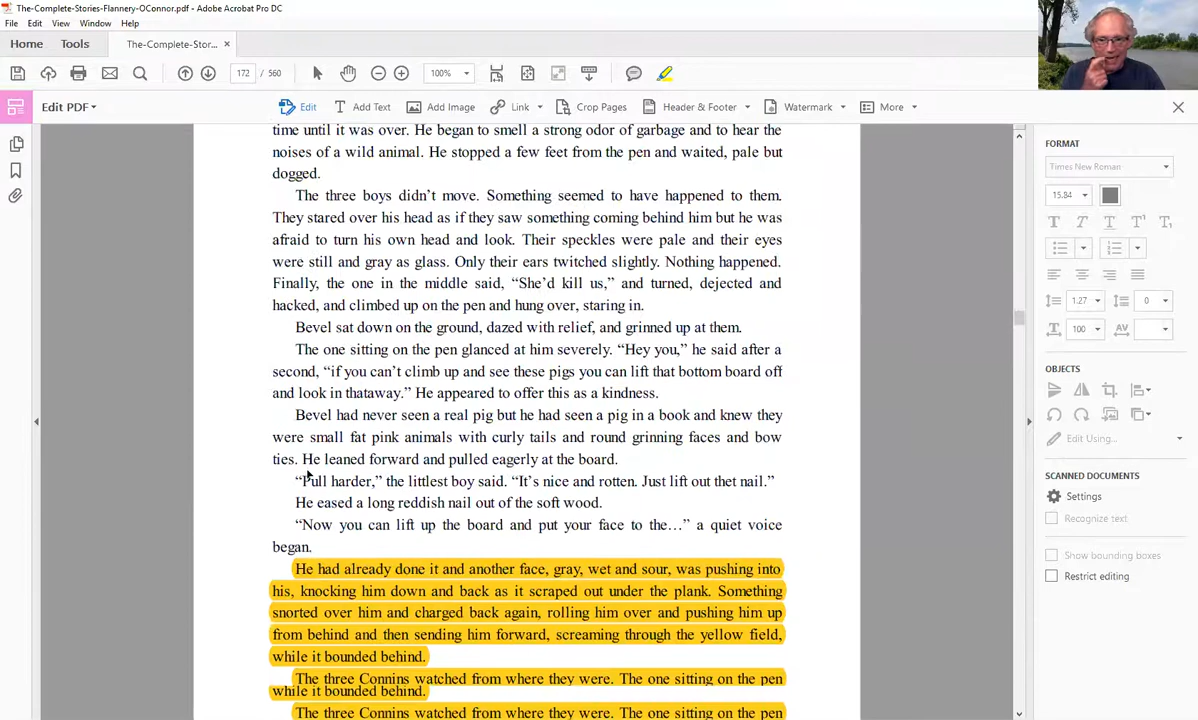 The-Complete-Stories-Flannery-OConnor.pdf - Adobe Acrobat Pro DC
File Edit View Window Help
Home Tools The-Complete-Stor... ×
172 / 560 100%
Edit PDF Edit Add Text Add Image Link Crop Pages Header & Footer Watermark More
time until it was over. He began to smell a strong odor of garbage and to hear the
noises of a wild animal. He stopped a few feet from the pen and waited, pale but
dogged.
The three boys didn’t move. Something seemed to have happened to them.
They stared over his head as if they saw something coming behind him but he was
afraid to turn his own head and look. Their speckles were pale and their eyes
were still and gray as glass. Only their ears twitched slightly. Nothing happened.
Finally, the one in the middle said, “She’d kill us,” and turned, dejected and
hacked, and climbed up on the pen and hung over, staring in.
Bevel sat down on the ground, dazed with relief, and grinned up at them.
The one sitting on the pen glanced at him severely. “Hey you,” he said after a
second, “if you can’t climb up and see these pigs you can lift that bottom board off
and look in thataway.” He appeared to offer this as a kindness.
Bevel had never seen a real pig but he had seen a pig in a book and knew they
were small fat pink animals with curly tails and round grinning faces and bow
ties. He leaned forward and pulled eagerly at the board.
“Pull harder,” the littlest boy said. “It’s nice and rotten. Just lift out thet nail.”
He eased a long reddish nail out of the soft wood.
“Now you can lift up the board and put your face to the…” a quiet voice
began.
He had already done it and another face, gray, wet and sour, was pushing into
his, knocking him down and back as it scraped out under the plank. Something
snorted over him and charged back again, rolling him over and pushing him up
from behind and then sending him forward, screaming through the yellow field,
while it bounded behind.
The three Connins watched from where they were. The one sitting on the pen
while it bounded behind.
The three Connins watched from where they were. The one sitting on the pen
FORMAT
Times New Roman
15.84
T T T T¹ T₁
1.27 0
100 AV
OBJECTS
Edit Using...
SCANNED DOCUMENTS
Settings
Recognize text
Show bounding boxes
Restrict editing